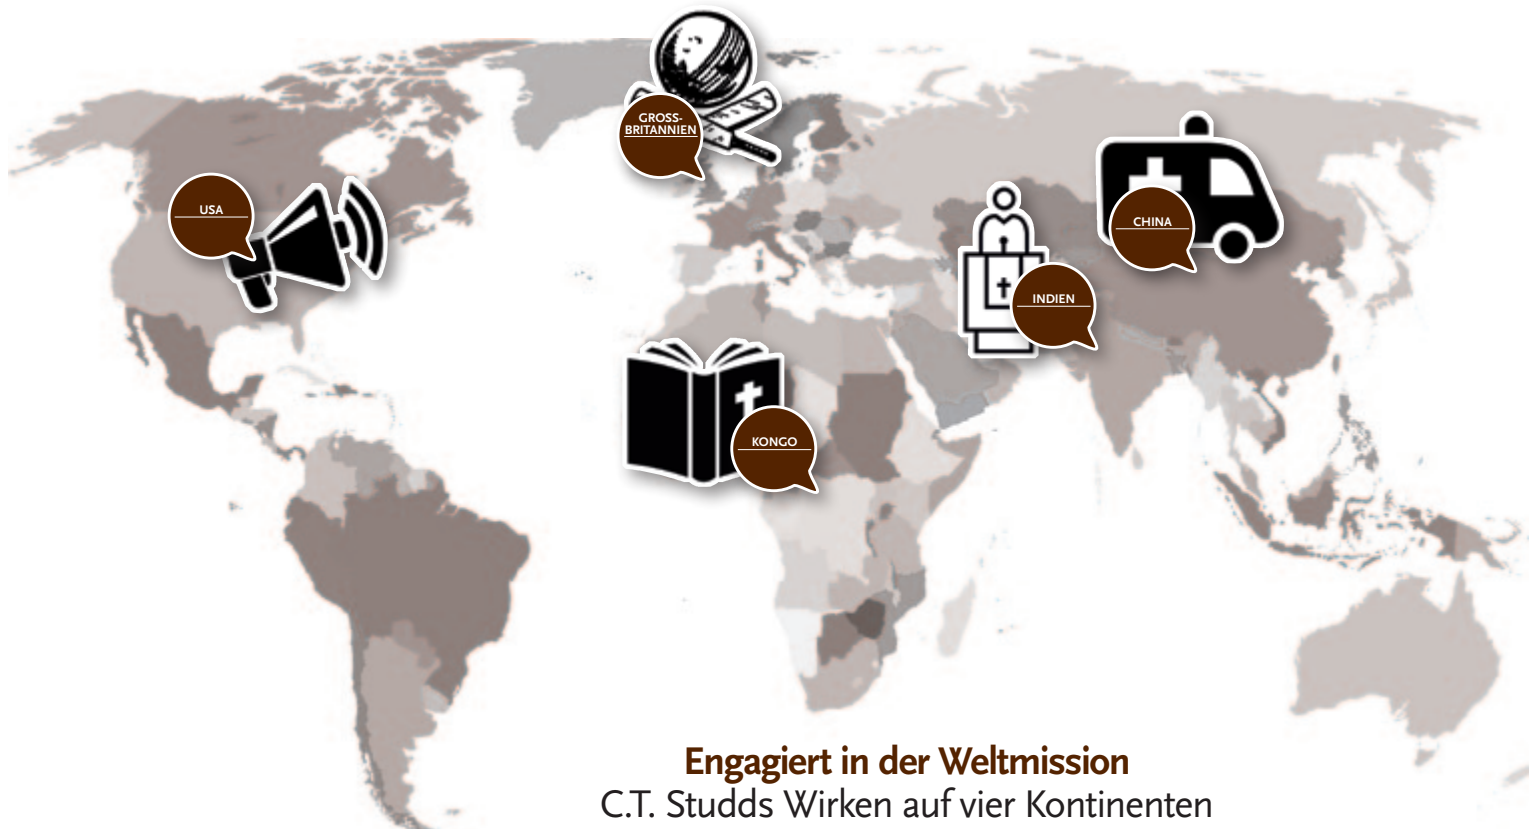 GROSS-
BRITANNIEN
USA
CHINA
INDIEN
KONGO
Engagiert in der Weltmission
C.T. Studds Wirken auf vier Kontinenten